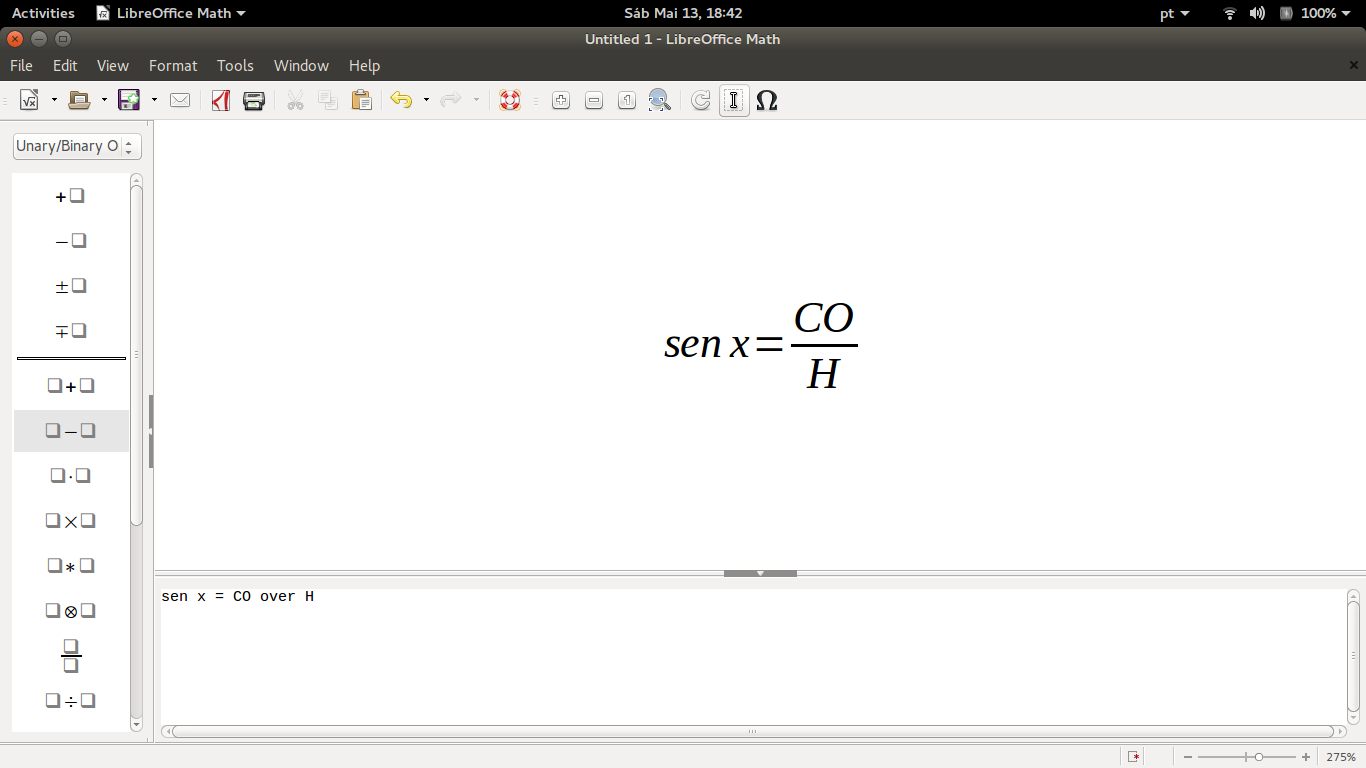 Activities LibreOffice Math Sáb Mai 13, 18:42 pt 100%
Untitled 1 - LibreOffice Math
File Edit View Format Tools Window Help
Unary/Binary O
+□
−□
±□
∓□
□+□
□−□
□·□
□×□
□∗□
□⊗□
□/□
□÷□
sen x = CO
H
sen x = CO over H
275%